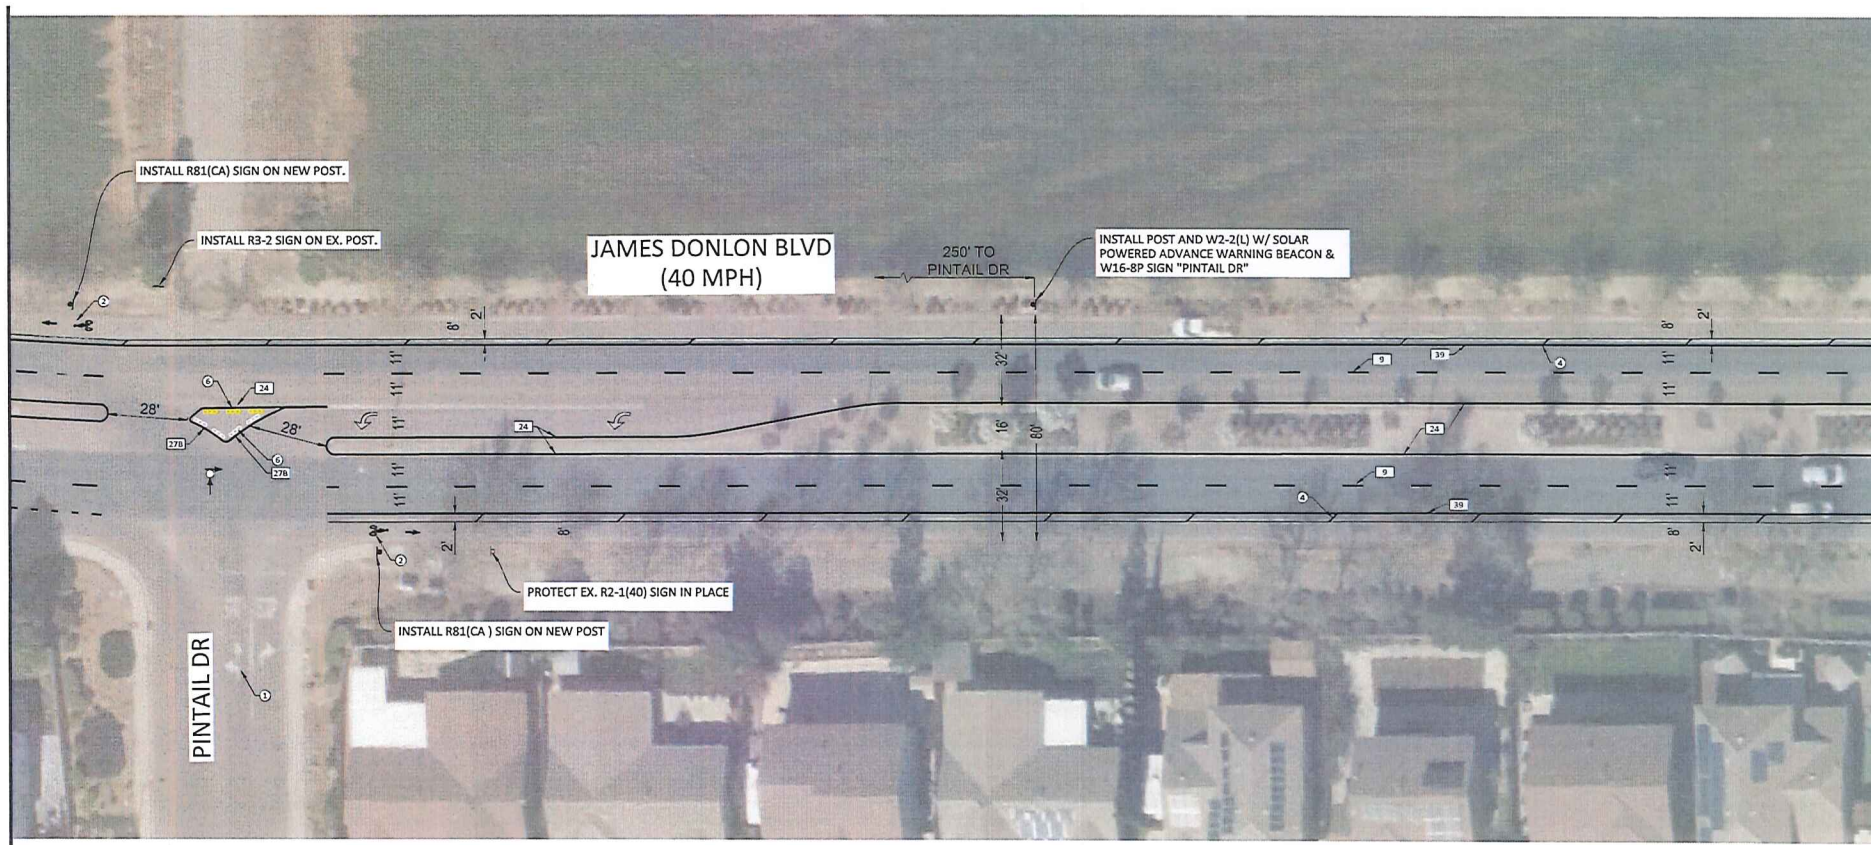 INSTALL R81(CA) SIGN ON NEW POST.
INSTALL R3-2 SIGN ON EX. POST.
JAMES DONLON BLVD
(40 MPH)
250' TO
PINTAIL DR
INSTALL POST AND W2-2(L) W/ SOLAR
POWERED ADVANCE WARNING BEACON &
W16-8P SIGN "PINTAIL DR"
2
8'
2'
32'
8'
2'
39
4
9
11'
11'
11'
11'
11'
6
24
28'
28'
27B
6
27B
24
16'
80'
24
11'
11'
32'
9
11'
11'
4
39
2'
8'
8'
2'
2
PROTECT EX. R2-1(40) SIGN IN PLACE
INSTALL R81(CA ) SIGN ON NEW POST
PINTAIL DR
1